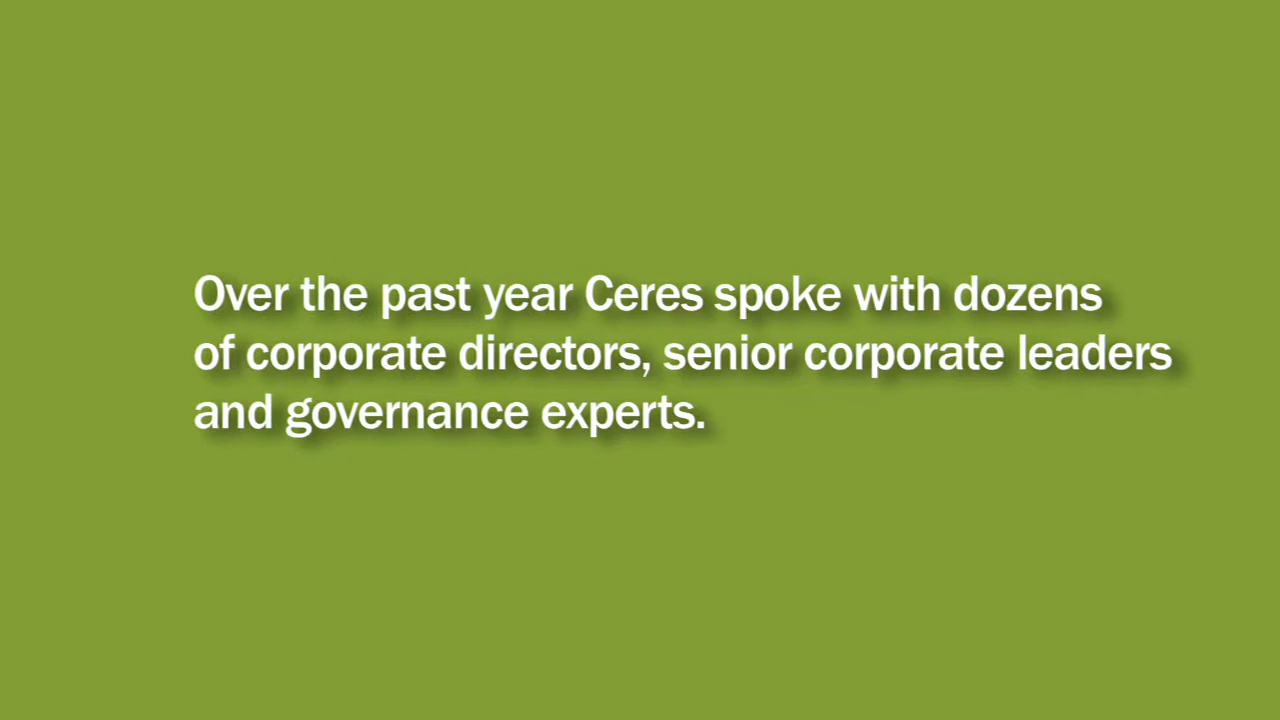 Over the past year Ceres spoke with dozens
of corporate directors, senior corporate leaders
and governance experts.